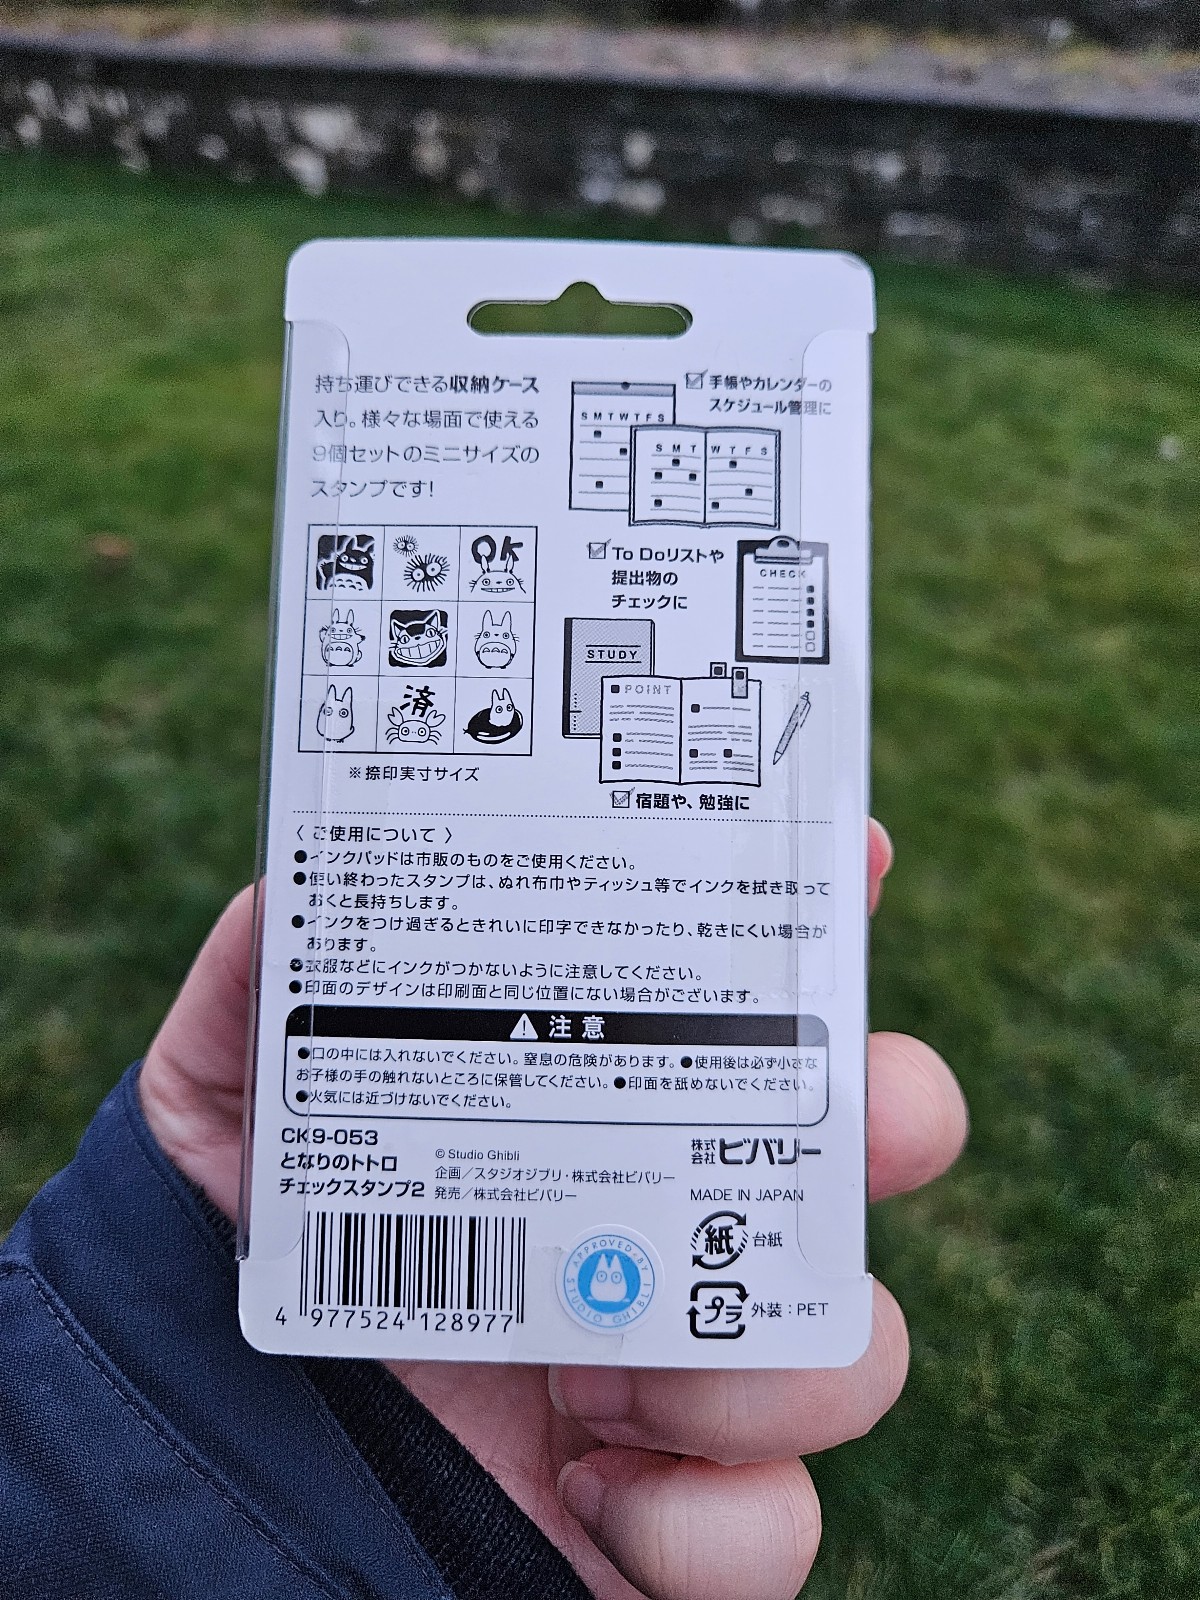 持ち運びできる収納ケース
入り。様々な場面で使える
9個セットのミニサイズの
スタンプです!
手帳やカレンダーの
スケジュール管理に
S M T W T F S
S M T W T F S
OK
済
※捺印実寸サイズ
To Doリストや
提出物の
チェックに
CHECK
STUDY
POINT
宿題や、勉強に
〈ご使用について〉
●インクパッドは市販のものをご使用ください。
●使い終わったスタンプは、ぬれ布巾やティッシュ等でインクを拭き取って
おくと長持ちします。
●インクをつけ過ぎるときれいに印字できなかったり、乾きにくい場合が
あります。
●衣服などにインクがつかないように注意してください。
●印面のデザインは印刷面と同じ位置にない場合がございます。
注意
●口の中には入れないでください。窒息の危険があります。●使用後は必ず小さな
お子様の手の触れないところに保管してください。●印面を舐めないでください。
●火気には近づけないでください。
CK9-053
となりのトトロ
チェックスタンプ2
© Studio Ghibli
企画/スタジオジブリ・株式会社ビバリー
発売/株式会社ビバリー
株式会社ビバリー
MADE IN JAPAN
紙 台紙
プラ 外装:PET
4 977524 128977
APPROVED BY STUDIO GHIBLI